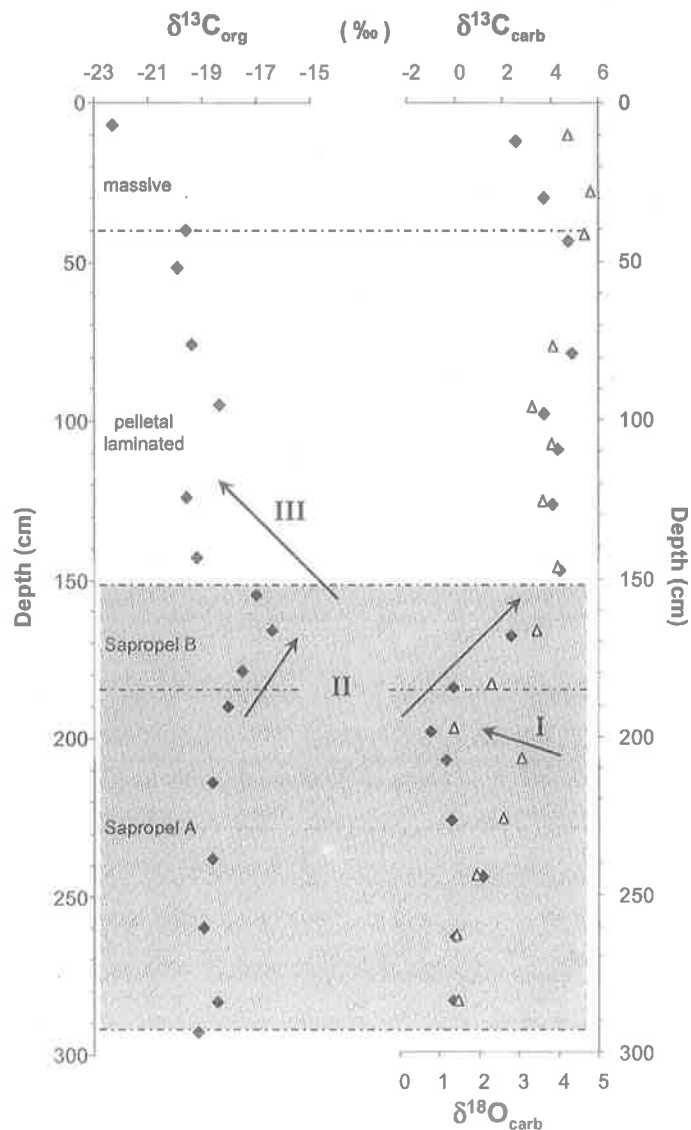 δ13Corg (‰) δ13Ccarb
-23 -21 -19 -17 -15 -2 0 2 4 6
0 0
massive
50 50
100 100
pelletal
laminated
III
Depth (cm) Depth (cm)
150 150
Sapropel B
II
I
200 200
Sapropel A
250 250
300 300
0 1 2 3 4 5
δ18Ocarb